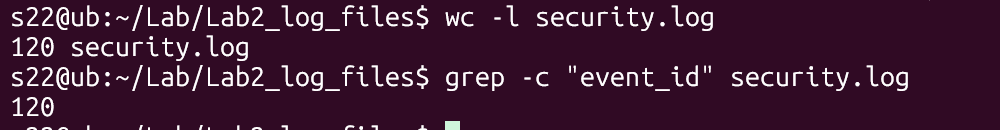 s22@ub:~/Lab/Lab2_log_files$ wc -l security.log
120 security.log
s22@ub:~/Lab/Lab2_log_files$ grep -c "event_id" security.log
120